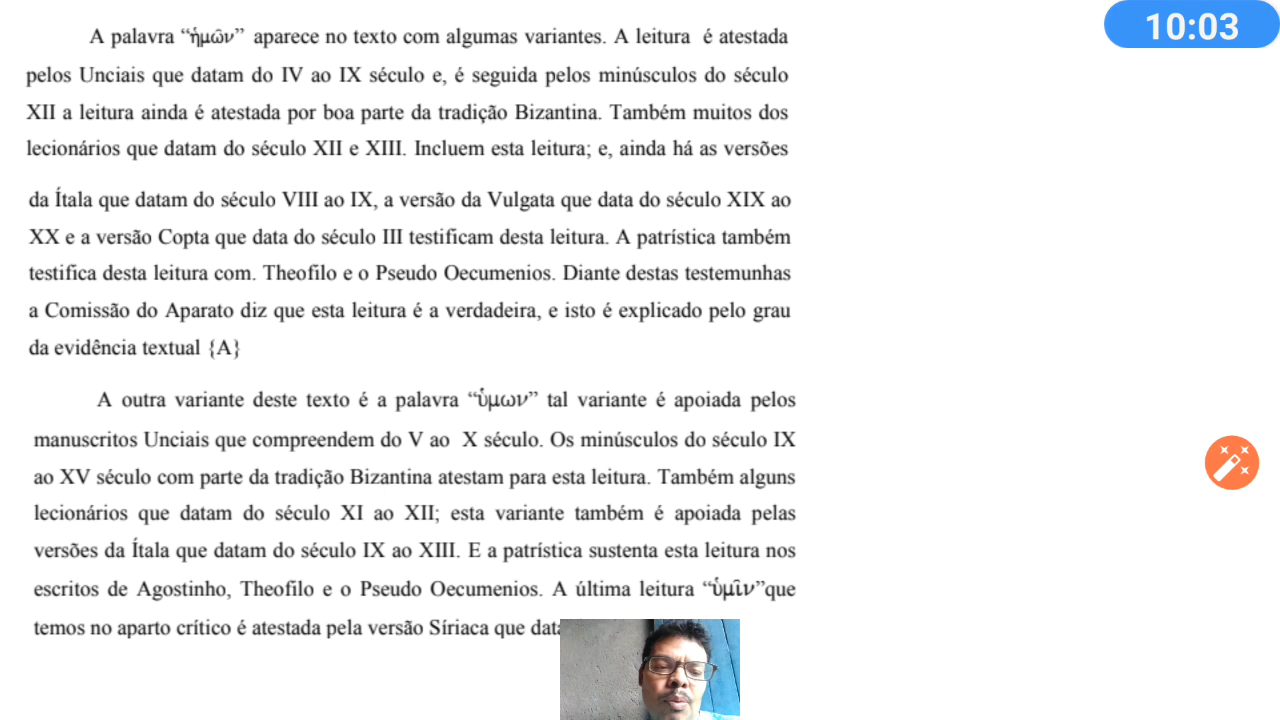 A palavra “ἡμῶν” aparece no texto com algumas variantes. A leitura é atestada
pelos Unciais que datam do IV ao IX século e, é seguida pelos minúsculos do século
XII a leitura ainda é atestada por boa parte da tradição Bizantina. Também muitos dos
lecionários que datam do século XII e XIII. Incluem esta leitura; e, ainda há as versões
da Ítala que datam do século VIII ao IX, a versão da Vulgata que data do século XIX ao
XX e a versão Copta que data do século III testificam desta leitura. A patrística também
testifica desta leitura com. Theofilo e o Pseudo Oecumenios. Diante destas testemunhas
a Comissão do Aparato diz que esta leitura é a verdadeira, e isto é explicado pelo grau
da evidência textual {A}
A outra variante deste texto é a palavra “ὑμων” tal variante é apoiada pelos
manuscritos Unciais que compreendem do V ao X século. Os minúsculos do século IX
ao XV século com parte da tradição Bizantina atestam para esta leitura. Também alguns
lecionários que datam do século XI ao XII; esta variante também é apoiada pelas
versões da Ítala que datam do século IX ao XIII. E a patrística sustenta esta leitura nos
escritos de Agostinho, Theofilo e o Pseudo Oecumenios. A última leitura “ὑμῖν”que
temos no aparto crítico é atestada pela versão Síriaca que data
10:03